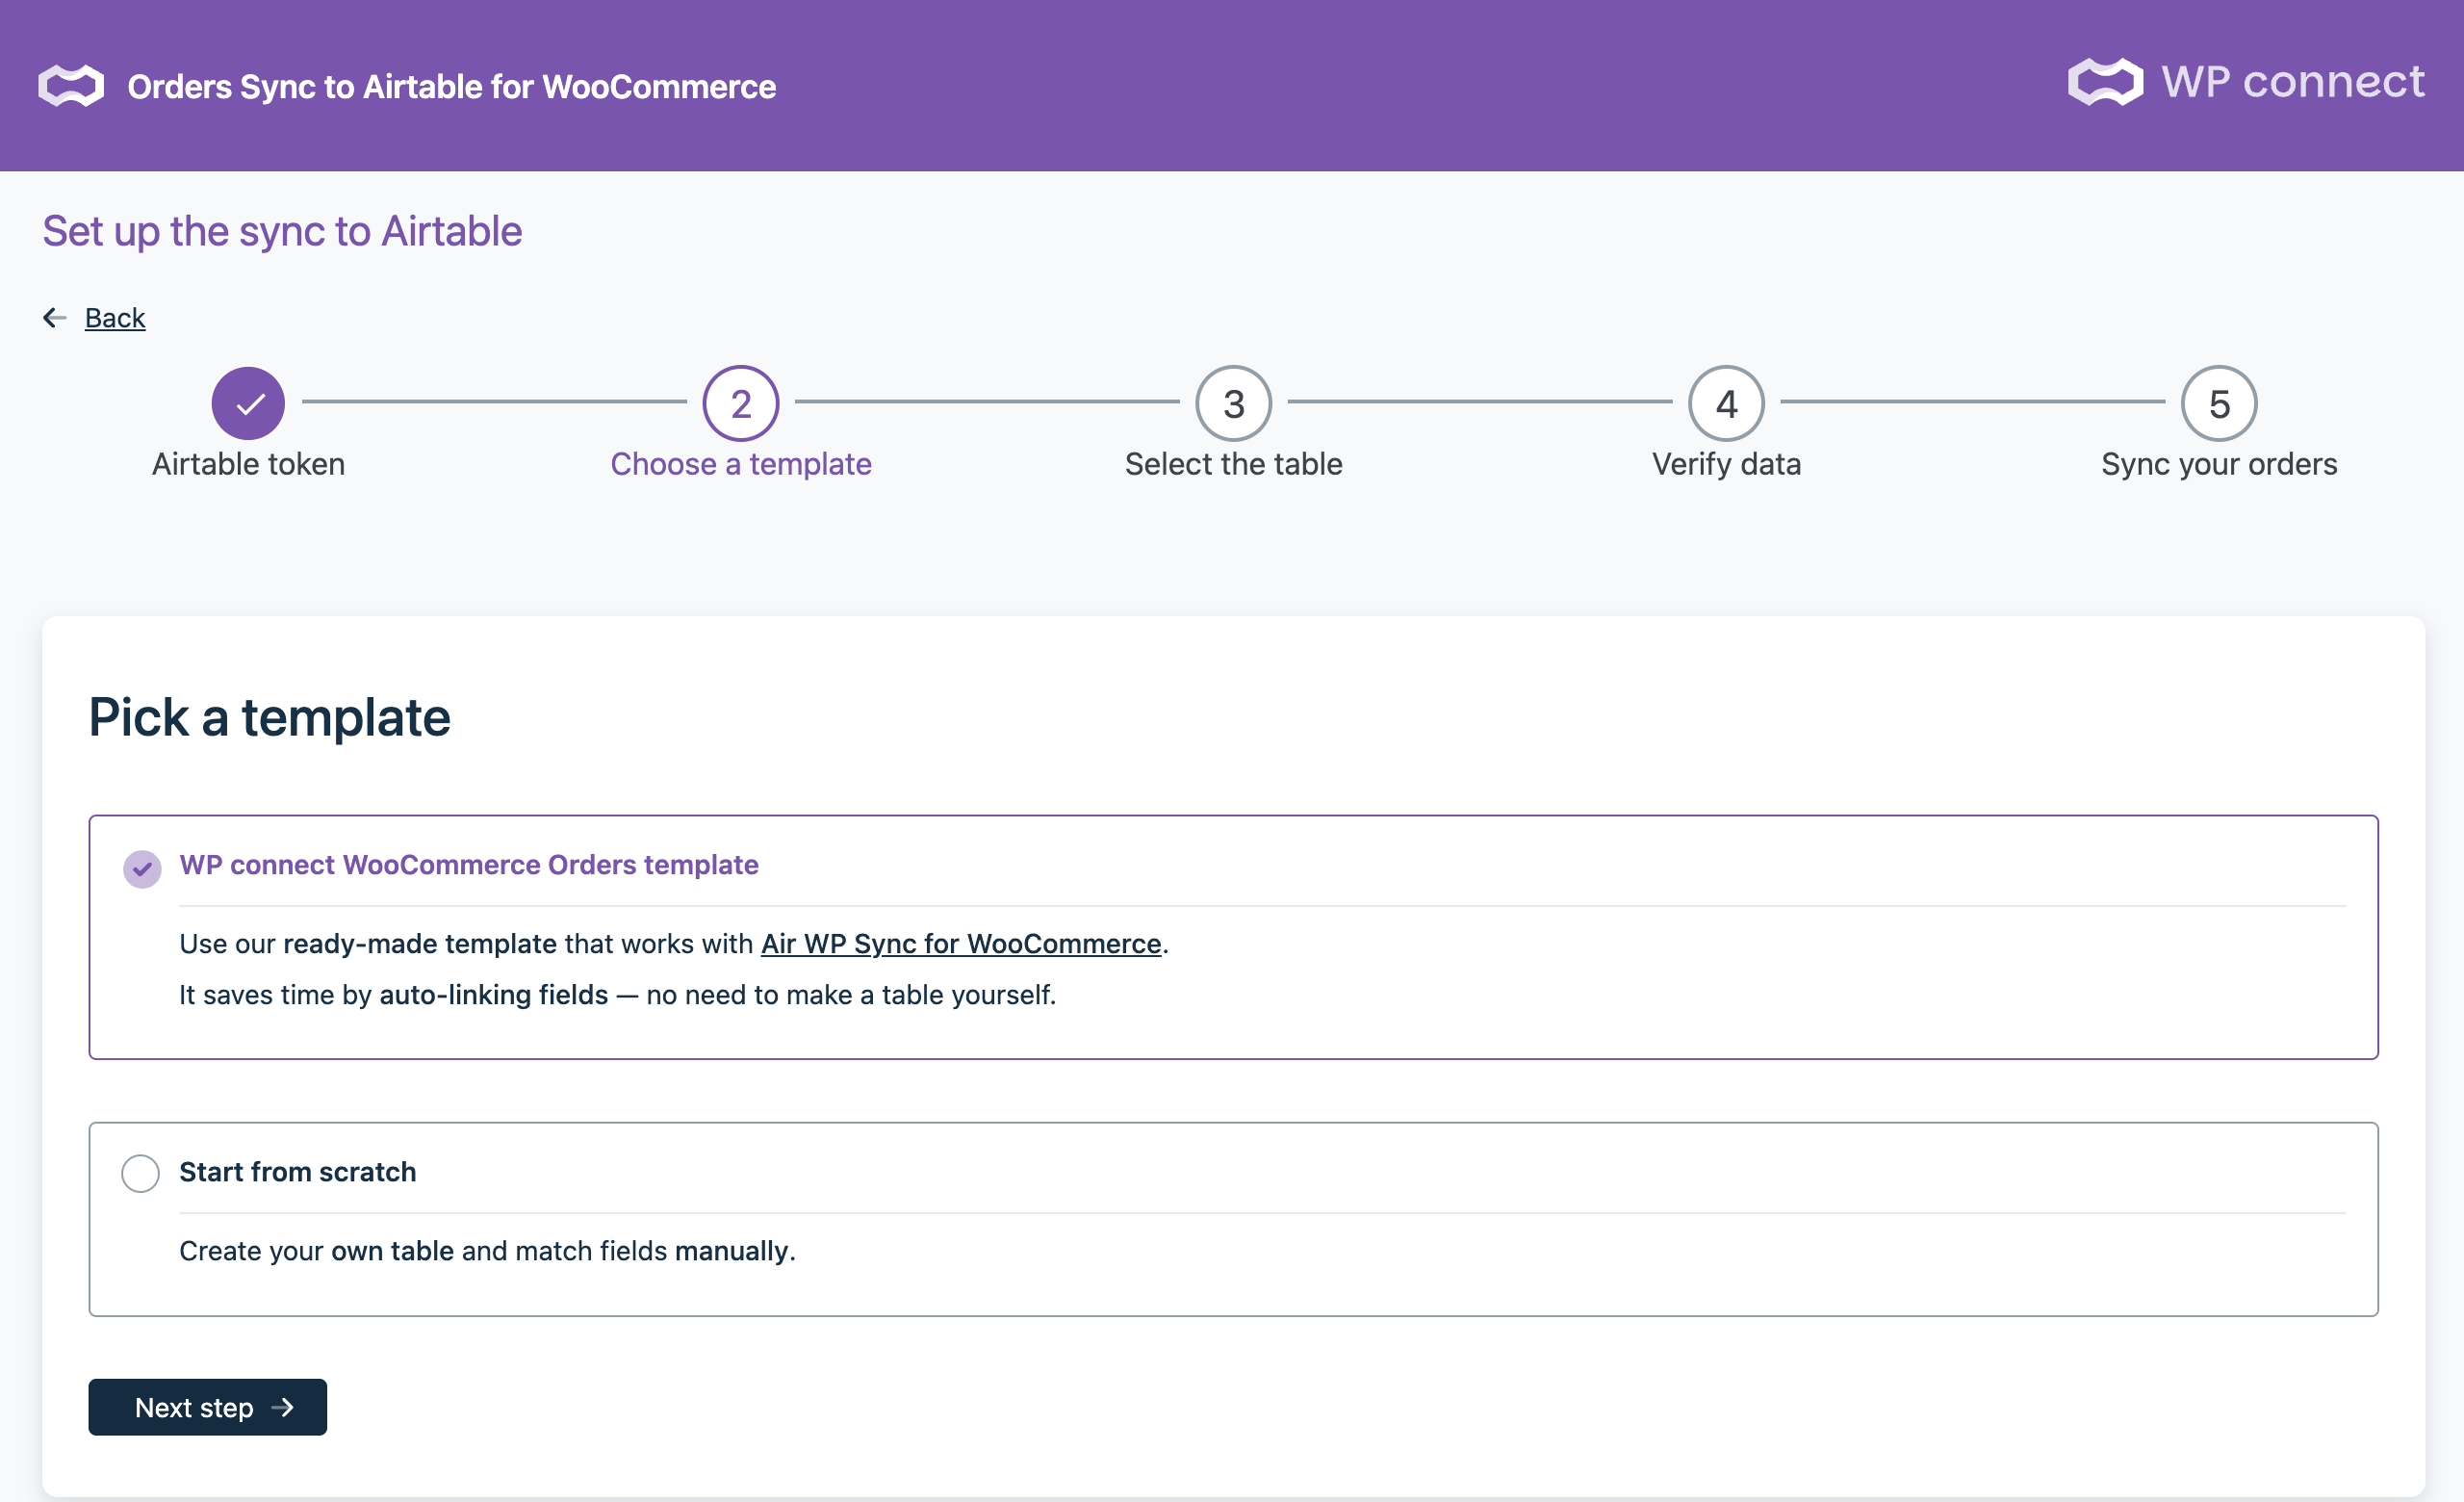 Orders Sync to Airtable for WooCommerce
WP connect
Set up the sync to Airtable
Back
2
3
4
5
Airtable token
Choose a template
Select the table
Verify data
Sync your orders
Pick a template
WP connect WooCommerce Orders template
Use our ready-made template that works with Air WP Sync for WooCommerce.
It saves time by auto-linking fields — no need to make a table yourself.
Start from scratch
Create your own table and match fields manually.
Next step